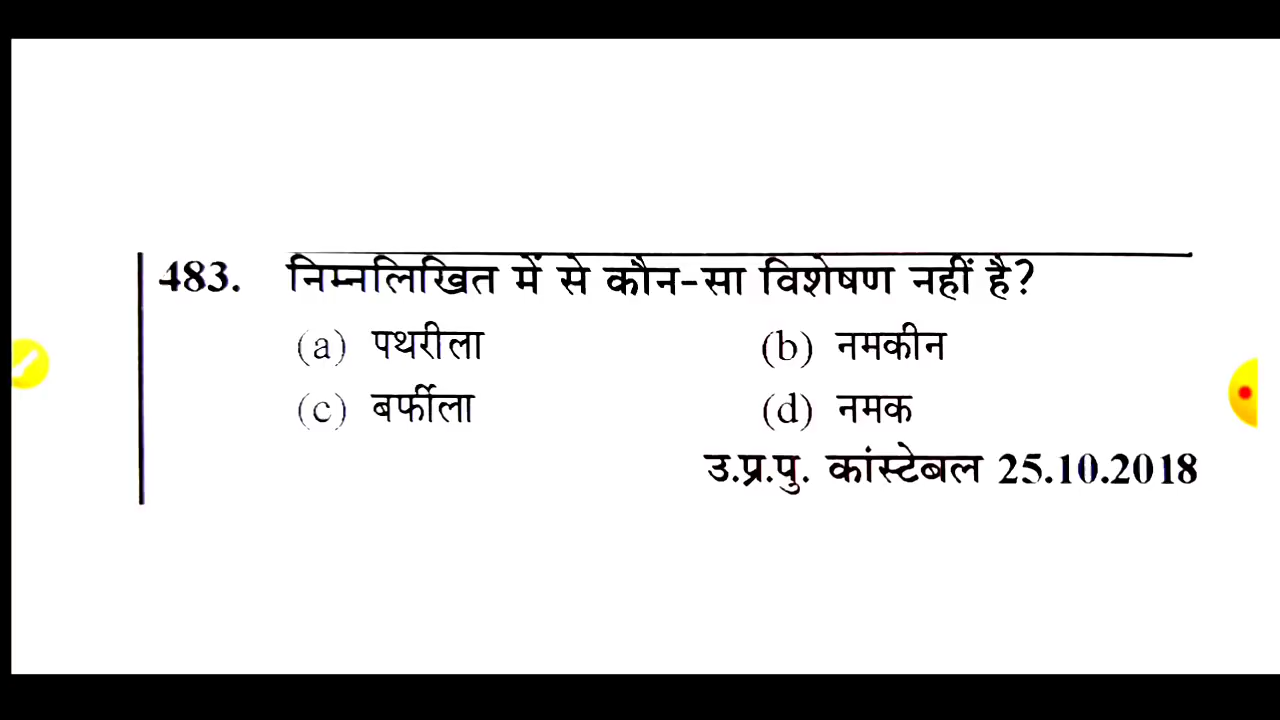 483. निम्नलिखित में से कौन-सा विशेषण नहीं है?
(a) पथरीला (b) नमकीन
(c) बर्फीला (d) नमक
उ.प्र.पु. कांस्टेबल 25.10.2018